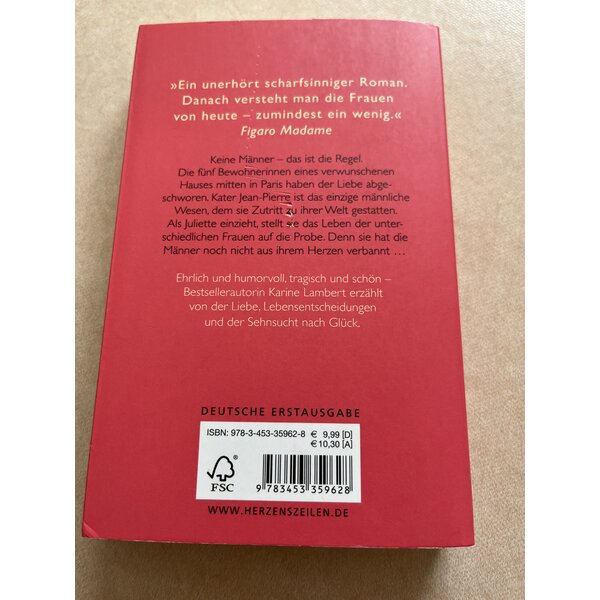 »Ein unerhört scharfsinniger Roman.
Danach versteht man die Frauen
von heute – zumindest ein wenig.«
Figaro Madame
Keine Männer – das ist die Regel.
Die fünf Bewohnerinnen eines verwunschenen
Hauses mitten in Paris haben der Liebe abge-
schworen. Kater Jean-Pierre ist das einzige männliche
Wesen, dem sie Zutritt zu ihrer Welt gestatten.
Als Juliette einzieht, stellt sie das Leben der unter-
schiedlichen Frauen auf die Probe. Denn sie hat die
Männer noch nicht aus ihrem Herzen verbannt …
Ehrlich und humorvoll, tragisch und schön –
Bestsellerautorin Karine Lambert erzählt
von der Liebe, Lebensentscheidungen
und der Sehnsucht nach Glück.
DEUTSCHE ERSTAUSGABE
ISBN: 978-3-453-35962-8 € 9,99 [D]
€ 10,30 [A]
FSC
9 783453 359628
WWW.HERZENSZEILEN.DE